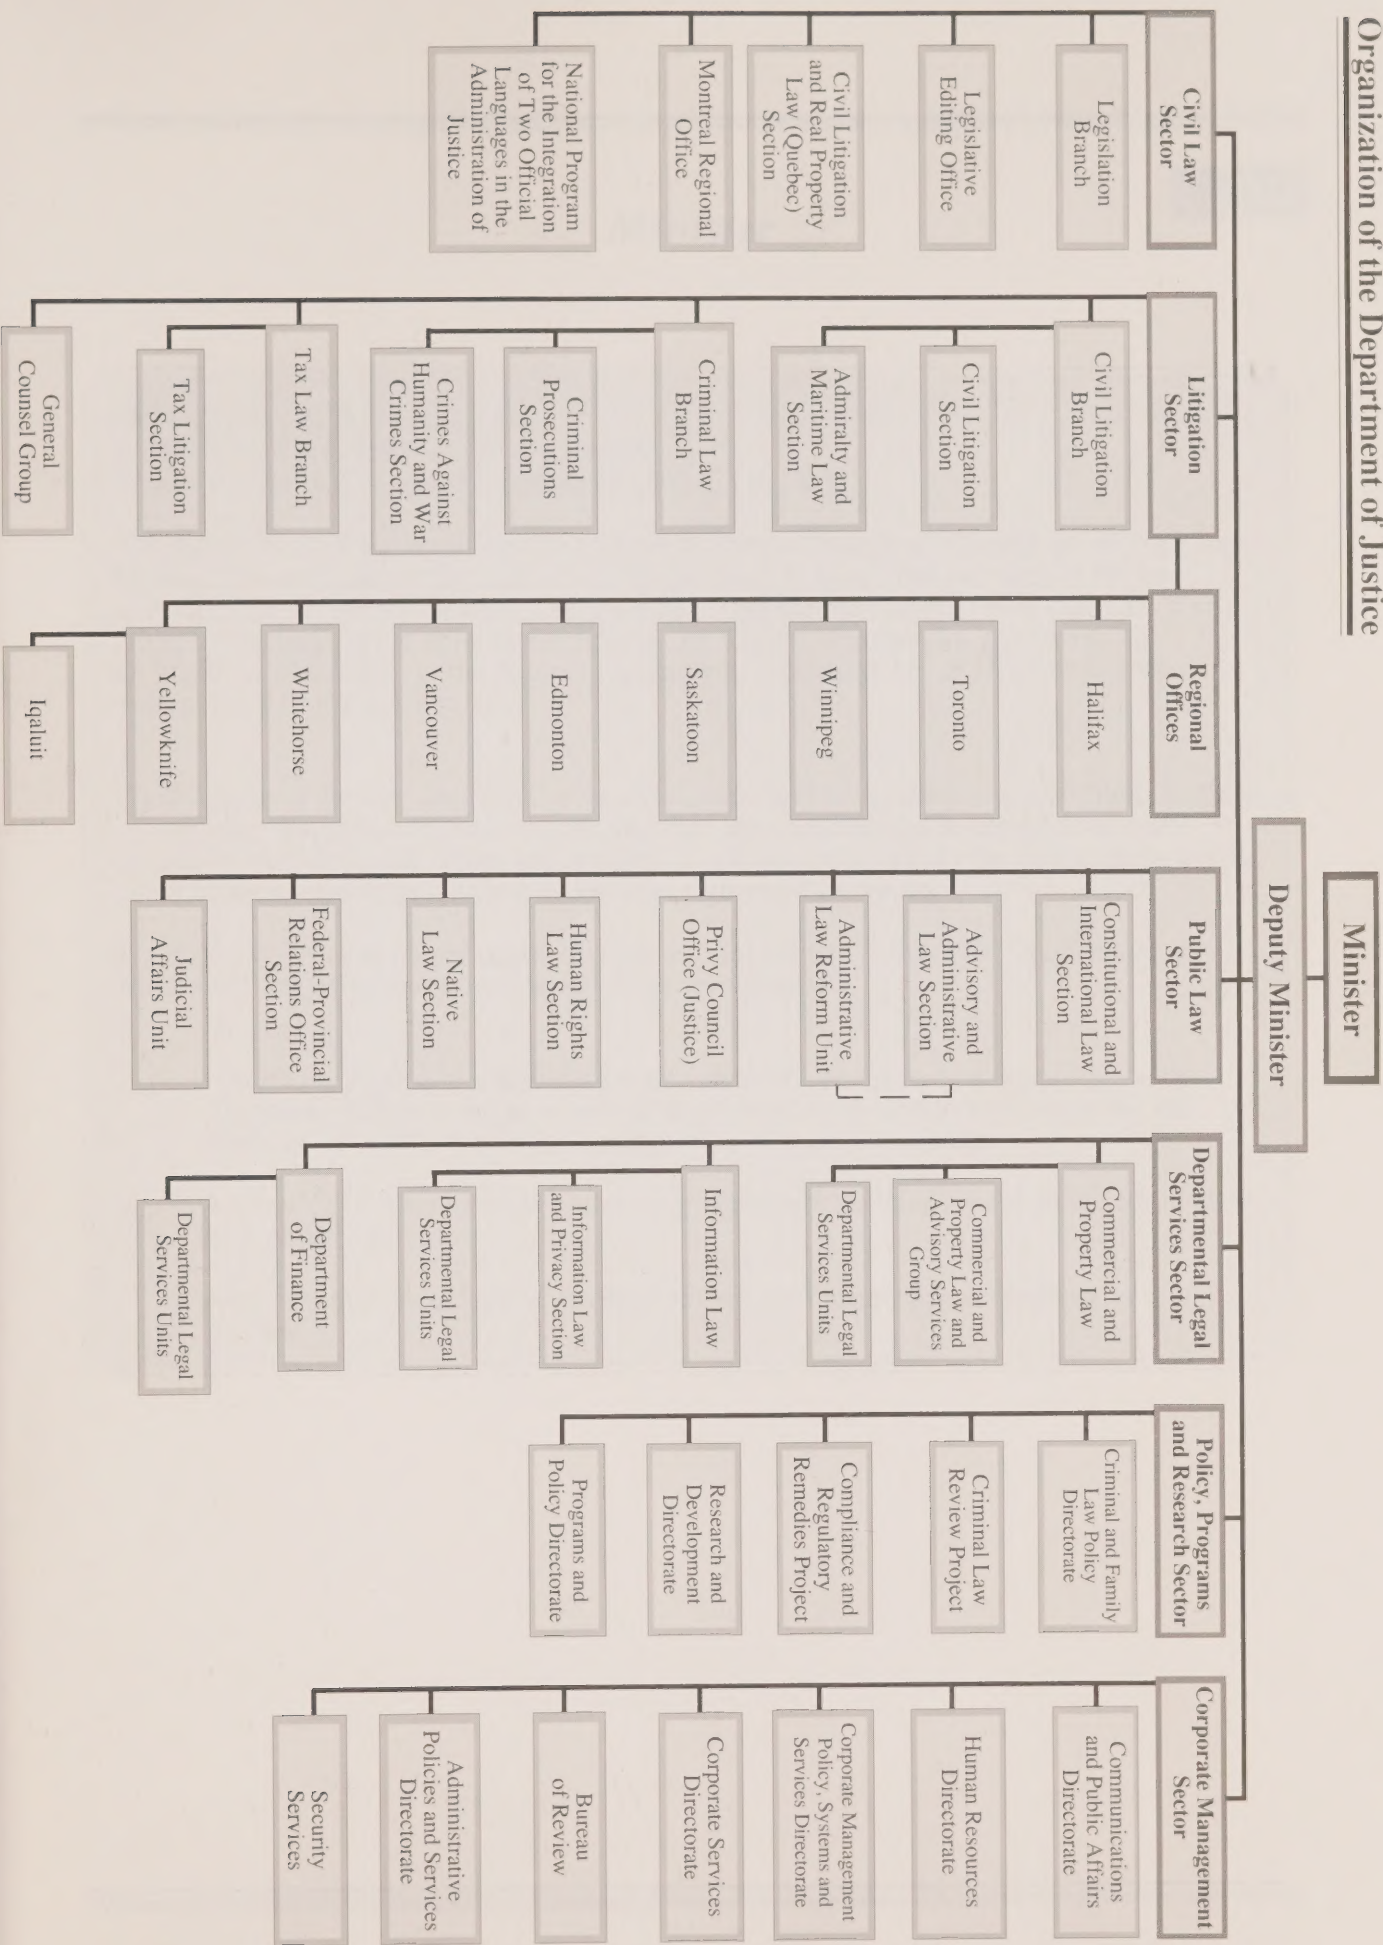 Organization of the Department of Justice
Minister
Deputy Minister
Civil Law
Sector
Legislation
Branch
Legislative
Editing Office
Civil Litigation
and Real Property
Law (Quebec)
Section
Montreal Regional
Office
National Program
for the Integration
of Two Official
Languages in the
Administration of
Justice
Litigation
Sector
Civil Litigation
Branch
Civil Litigation
Section
Admiralty and
Maritime Law
Section
Criminal Law
Branch
Criminal
Prosecutions
Section
Crimes Against
Humanity and War
Crimes Section
Tax Law Branch
Tax Litigation
Section
General
Counsel Group
Regional
Offices
Halifax
Toronto
Winnipeg
Saskatoon
Edmonton
Vancouver
Whitehorse
Yellowknife
Iqaluit
Public Law
Sector
Constitutional and
International Law
Section
Advisory and
Administrative
Law Section
Administrative
Law Reform Unit
Privy Council
Office (Justice)
Human Rights
Law Section
Native
Law Section
Federal-Provincial
Relations Office
Section
Judicial
Affairs Unit
Departmental Legal
Services Sector
Commercial and
Property Law
Commercial and
Property Law and
Advisory Services
Group
Departmental Legal
Services Units
Information Law
Information Law
and Privacy Section
Departmental Legal
Services Units
Department
of Finance
Departmental Legal
Services Units
Policy, Programs
and Research Sector
Criminal and Family
Law Policy
Directorate
Criminal Law
Review Project
Compliance and
Regulatory
Remedies Project
Research and
Development
Directorate
Programs and
Policy Directorate
Corporate Management
Sector
Communications
and Public Affairs
Directorate
Human Resources
Directorate
Corporate Management
Policy, Systems and
Services Directorate
Corporate Services
Directorate
Bureau
of Review
Administrative
Policies and Services
Directorate
Security
Services